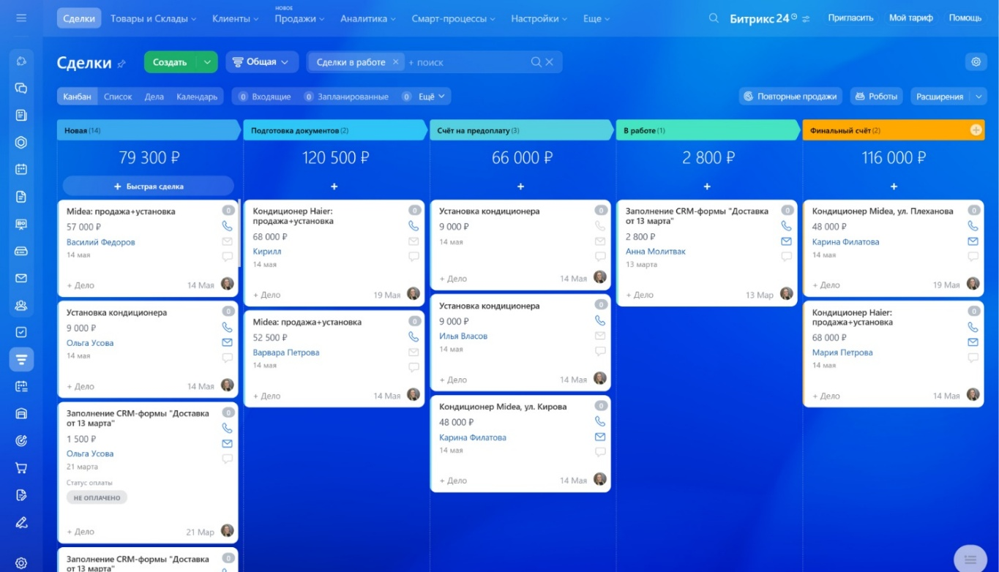 Сделки
Товары и Склады
Клиенты
НОВОЕ
Продажи
Аналитика
Смарт-процессы
Настройки
Еще
Битрикс 24
Пригласить
Мой тариф
Помощь
Сделки
Создать
Общая
Сделки в работе ×
+ поиск
Канбан
Список
Дела
Календарь
0 Входящие
0 Запланированные
0 Ещё
Повторные продажи
Роботы
Расширения
Новая (14)
79 300 ₽
+ Быстрая сделка
Midea: продажа+установка
0
57 000 ₽
Василий Федоров
14 мая
+ Дело
14 Мая
Установка кондиционера
0
9 000 ₽
Ольга Усова
14 мая
+ Дело
14 Мая
Заполнение CRM-формы "Доставка
от 13 марта"
0
1 500 ₽
Ольга Усова
21 марта
Статус оплаты
НЕ ОПЛАЧЕНО
+ Дело
21 Мар
Заполнение CRM-формы "Доставка
от 13 марта"
0
Подготовка документов (2)
120 500 ₽
+
Кондиционер Haier:
продажа+установка
0
68 000 ₽
Кирилл
14 мая
+ Дело
19 Мая
Midea: продажа+установка
0
52 500 ₽
Варвара Петрова
14 мая
+ Дело
14 Мая
Счёт на предоплату (3)
66 000 ₽
+
Установка кондиционера
0
9 000 ₽
14 мая
+ Дело
14 Мая
Установка кондиционера
0
9 000 ₽
Илья Власов
14 мая
+ Дело
14 Мая
Кондиционер Midea, ул. Кирова
0
48 000 ₽
Карина Филатова
14 мая
+ Дело
14 Мая
В работе (1)
2 800 ₽
+
Заполнение CRM-формы "Доставка
от 13 марта"
0
2 800 ₽
Анна Молитвак
13 марта
+ Дело
13 Мар
Финальный счёт (2)
116 000 ₽
+
Кондиционер Midea, ул. Плеханова
0
48 000 ₽
Карина Филатова
14 мая
+ Дело
19 Мая
Кондиционер Haier:
продажа+установка
0
68 000 ₽
Мария Петрова
14 мая
+ Дело
14 Мая